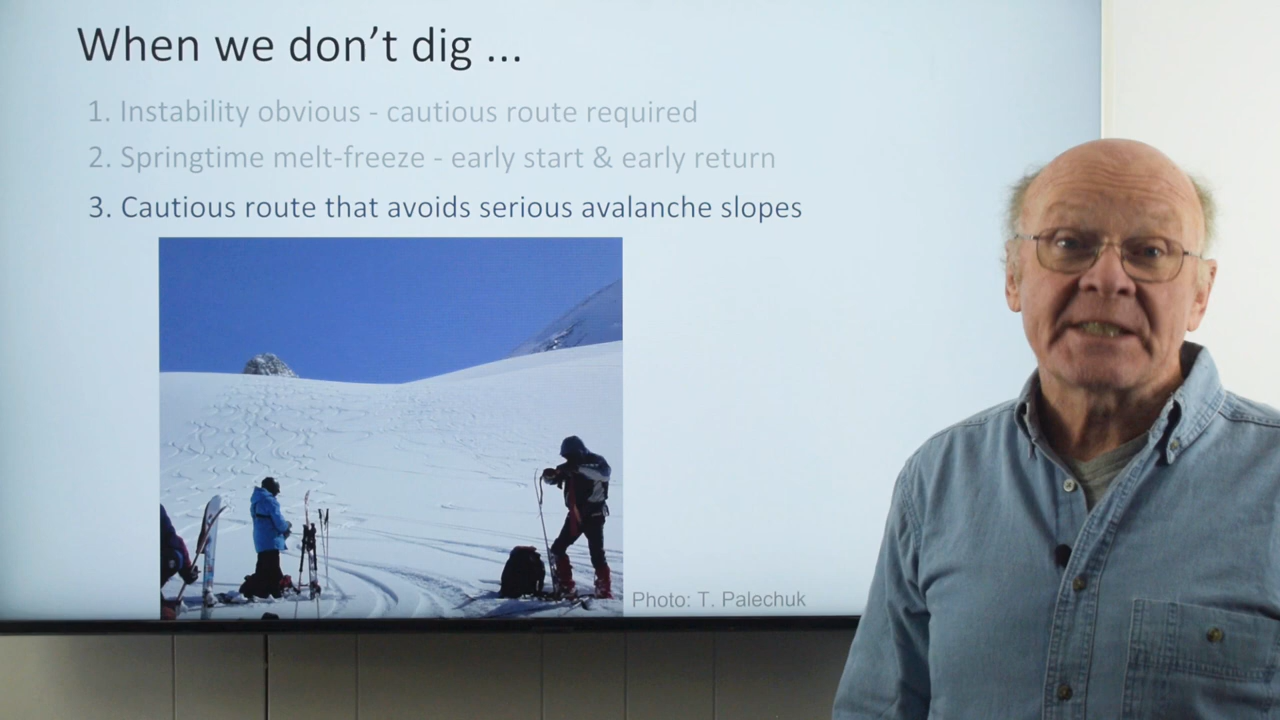 When we don't dig ...
1. Instability obvious - cautious route required
2. Springtime melt-freeze - early start & early return
3. Cautious route that avoids serious avalanche slopes
Photo: T. Palechuk